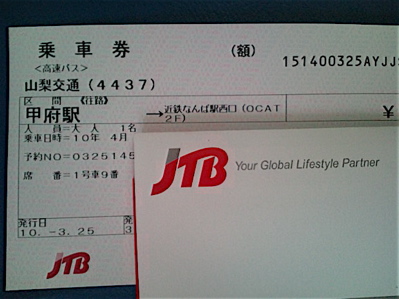 乗車券
(額)
151400325AYJJ
<高速バス>
山梨交通(4437)
区 間 《往路》
甲府駅 →近鉄なんば駅西口(OCAT
2F)
¥
人 員=大 人 1名
乗車日時=10年 4月
予約NO=0325145
席 番=1号車9番
発行日
10.-3.25
JTB
JTB Your Global Lifestyle Partner